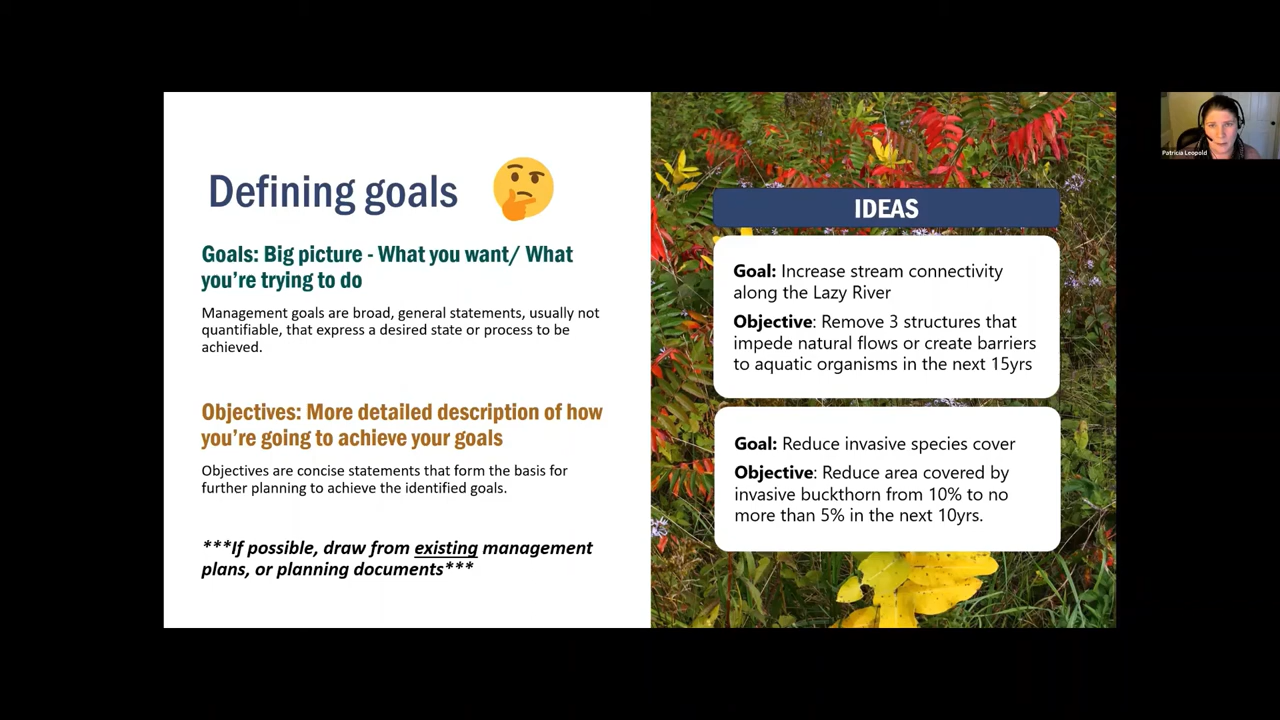 Defining goals
Goals: Big picture - What you want/ What
you're trying to do
Management goals are broad, general statements, usually not
quantifiable, that express a desired state or process to be
achieved.
Objectives: More detailed description of how
you're going to achieve your goals
Objectives are concise statements that form the basis for
further planning to achieve the identified goals.
***If possible, draw from existing management
plans, or planning documents***
IDEAS
Goal: Increase stream connectivity
along the Lazy River
Objective: Remove 3 structures that
impede natural flows or create barriers
to aquatic organisms in the next 15yrs
Goal: Reduce invasive species cover
Objective: Reduce area covered by
invasive buckthorn from 10% to no
more than 5% in the next 10yrs.
Patricia Leopold